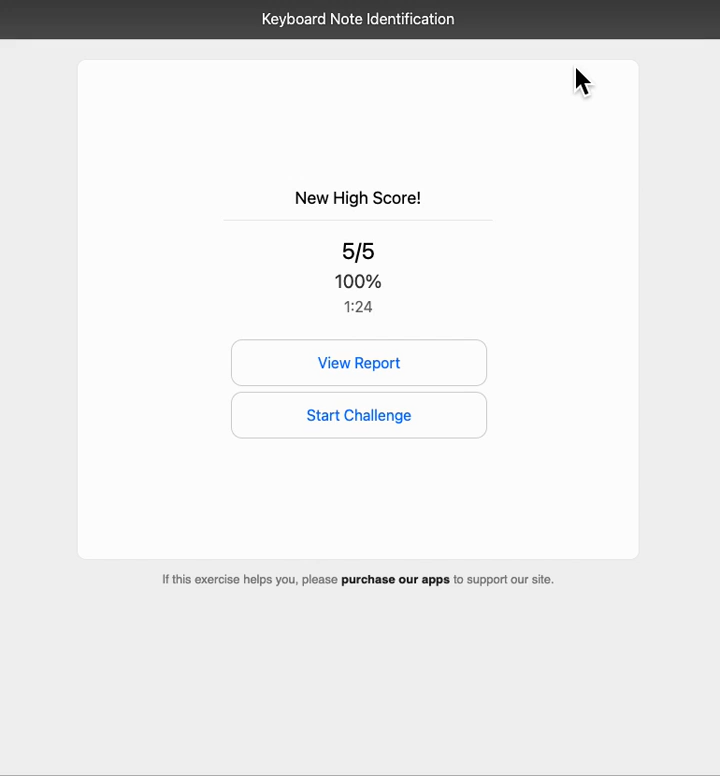 Keyboard Note Identification
New High Score!
5/5
100%
1:24
View Report
Start Challenge
If this exercise helps you, please purchase our apps to support our site.